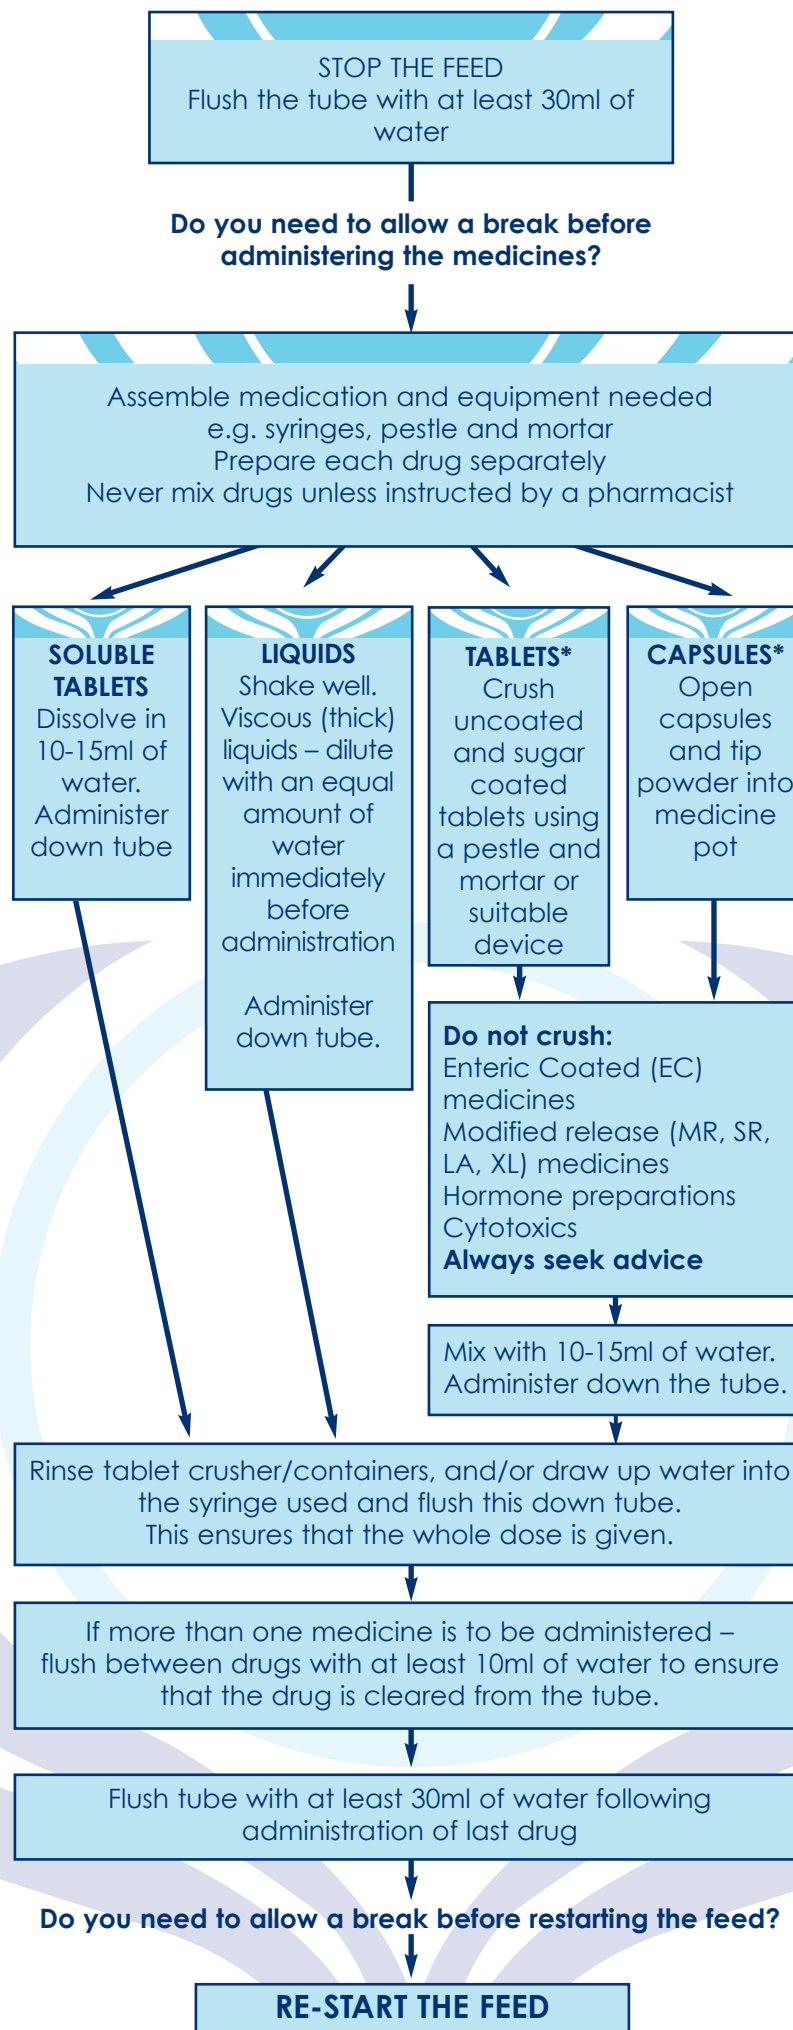 STOP THE FEED
Flush the tube with at least 30ml of
water
Do you need to allow a break before
administering the medicines?
Assemble medication and equipment needed
e.g. syringes, pestle and mortar
Prepare each drug separately
Never mix drugs unless instructed by a pharmacist
SOLUBLE
TABLETS
Dissolve in
10-15ml of
water.
Administer
down tube
LIQUIDS
Shake well.
Viscous (thick)
liquids – dilute
with an equal
amount of
water
immediately
before
administration
Administer
down tube.
TABLETS*
Crush
uncoated
and sugar
coated
tablets using
a pestle and
mortar or
suitable
device
CAPSULES*
Open
capsules
and tip
powder into
medicine
pot
Do not crush:
Enteric Coated (EC)
medicines
Modified release (MR, SR,
LA, XL) medicines
Hormone preparations
Cytotoxics
Always seek advice
Mix with 10-15ml of water.
Administer down the tube.
Rinse tablet crusher/containers, and/or draw up water into
the syringe used and flush this down tube.
This ensures that the whole dose is given.
If more than one medicine is to be administered –
flush between drugs with at least 10ml of water to ensure
that the drug is cleared from the tube.
Flush tube with at least 30ml of water following
administration of last drug
Do you need to allow a break before restarting the feed?
RE-START THE FEED